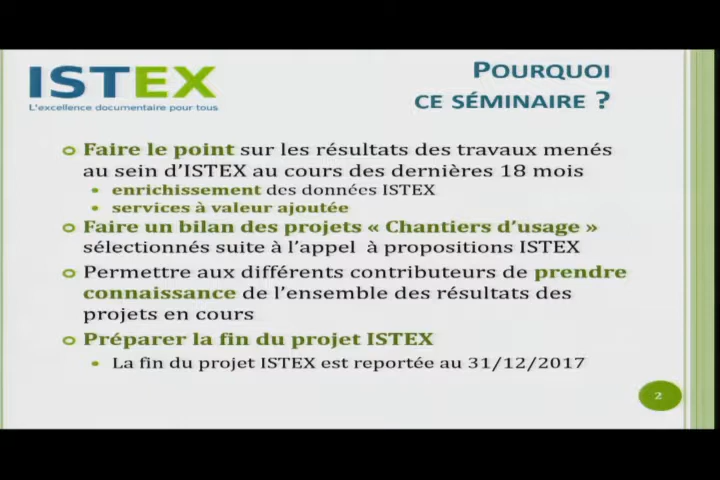 ISTEX
L'excellence documentaire pour tous
POURQUOI
CE SÉMINAIRE ?
Faire le point sur les résultats des travaux menés
au sein d'ISTEX au cours des dernières 18 mois
enrichissement des données ISTEX
services à valeur ajoutée
Faire un bilan des projets « Chantiers d'usage »
sélectionnés suite à l'appel à propositions ISTEX
Permettre aux différents contributeurs de prendre
connaissance de l'ensemble des résultats des
projets en cours
Préparer la fin du projet ISTEX
La fin du projet ISTEX est reportée au 31/12/2017
2